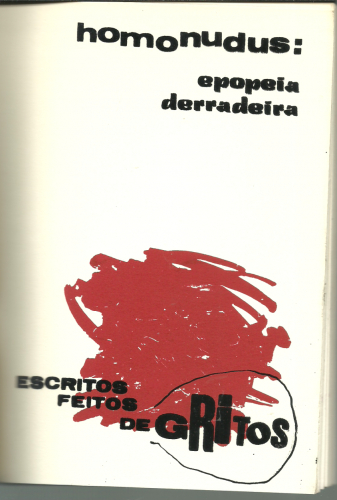 homonudus:
epopeia
derradeira
ESCRITOS
FEITOS
DE GRITOS